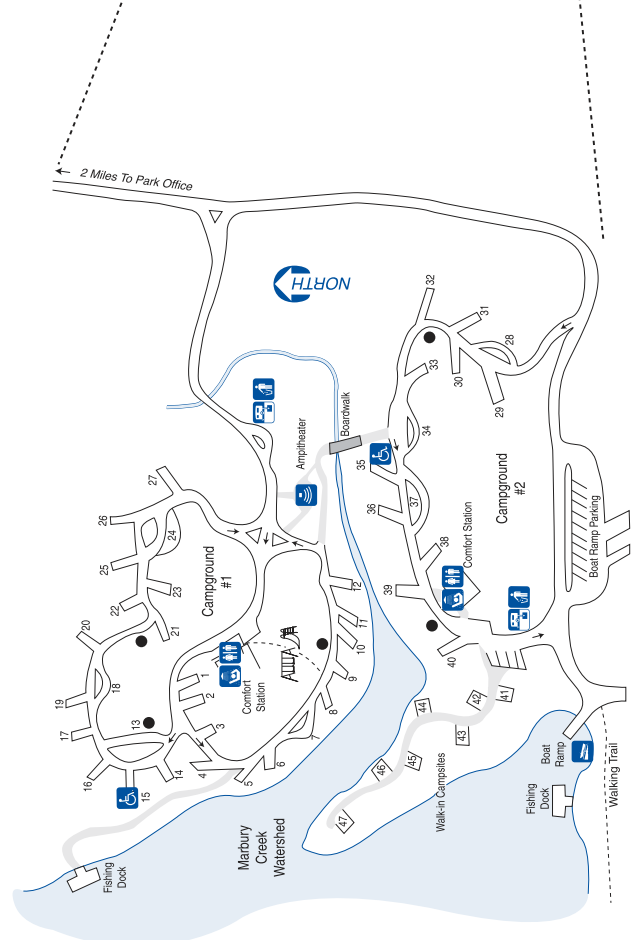 2 Miles To Park Office
NORTH
32
31
28
33
30
29
34
Boardwalk
Ampitheater
35
36
37
38
Campground
#2
Comfort Station
Boat Ramp Parking
39
40
27
26
25
24
23
22
21
20
19
18
17
16
15
14
13
Campground
#1
12
11
10
9
8
7
6
5
4
3
2
1
Comfort
Station
41
42
43
44
45
46
47
Walk-in Campsites
Boat
Ramp
Fishing
Dock
Walking Trail
Marbury
Creek
Watershed
Fishing
Dock